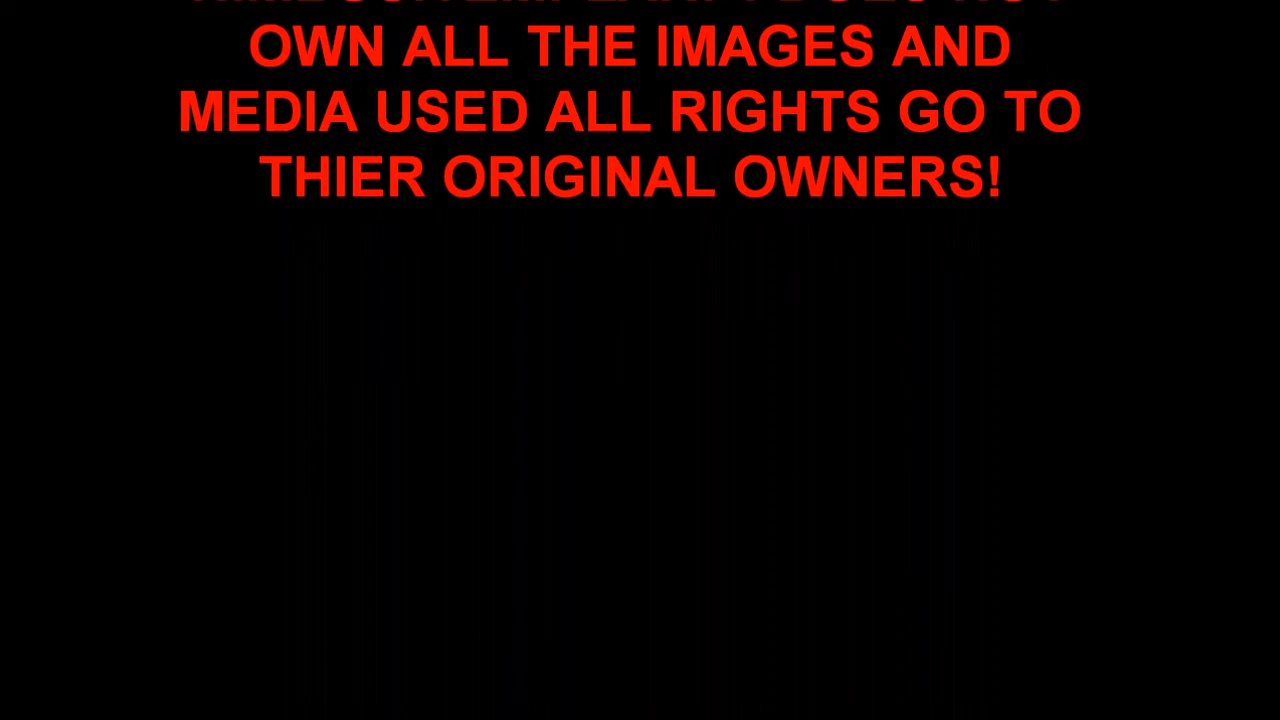 OWN ALL THE IMAGES AND
MEDIA USED ALL RIGHTS GO TO
THIER ORIGINAL OWNERS!